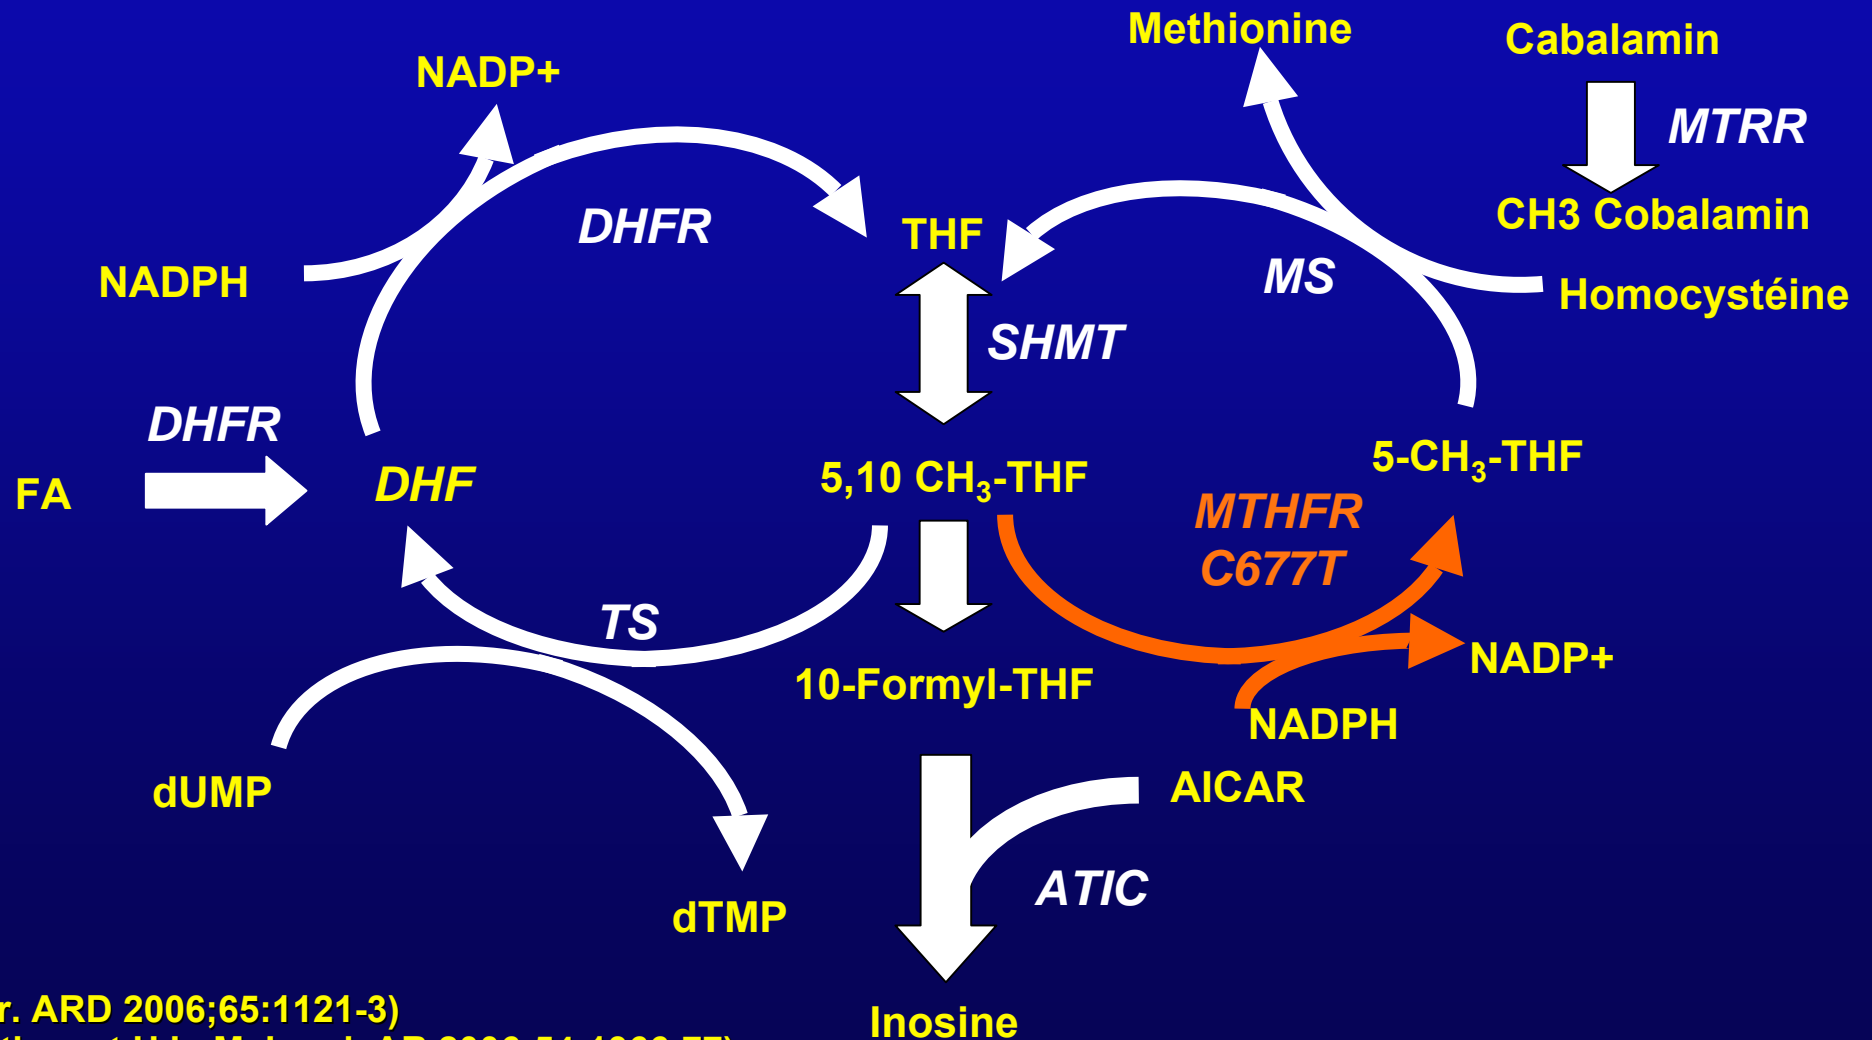 Methionine
Cabalamin
NADP+
MTRR
CH3 Cobalamin
DHFR
THF
MS
NADPH
Homocystéine
SHMT
DHFR
5-CH₃-THF
FA
DHF
5,10 CH₃-THF
MTHFR
C677T
TS
NADP+
10-Formyl-THF
NADPH
dUMP
AICAR
ATIC
dTMP
r. ARD 2006;65:1121-3)
Inosine